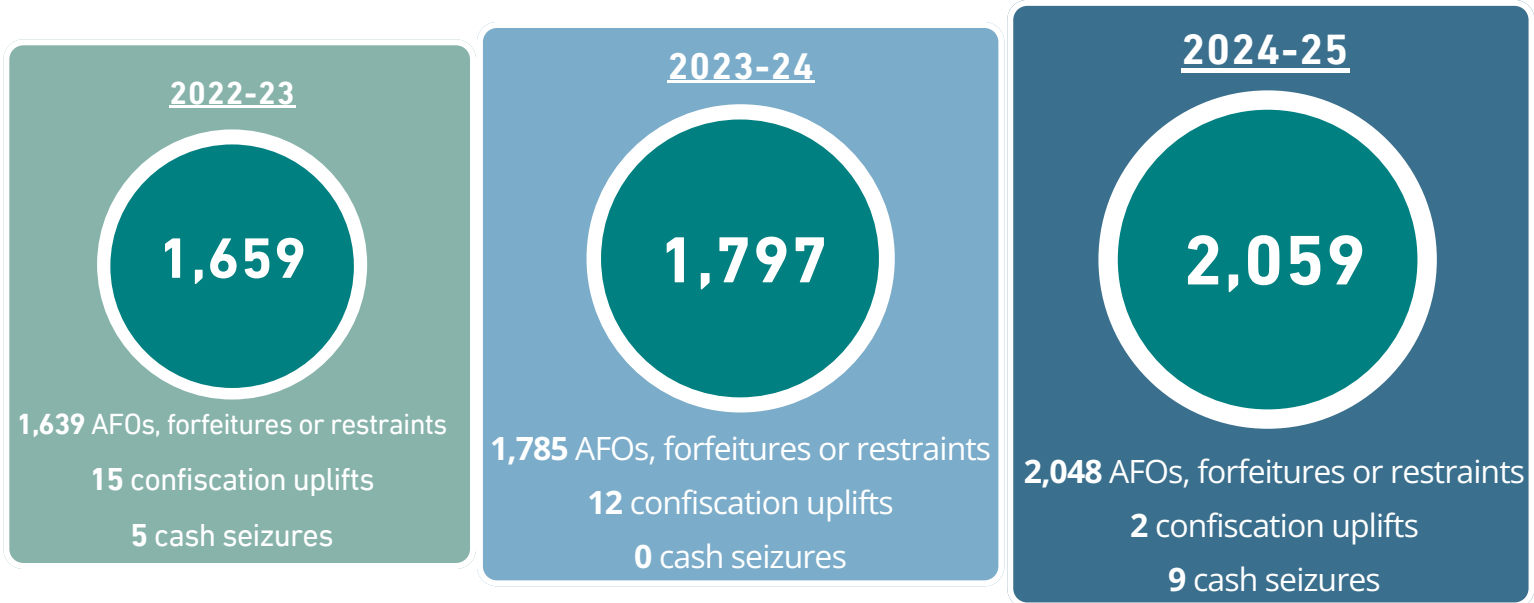 2022-23
1,659
1,639 AFOs, forfeitures or restraints
15 confiscation uplifts
5 cash seizures
2023-24
1,797
1,785 AFOs, forfeitures or restraints
12 confiscation uplifts
0 cash seizures
2024-25
2,059
2,048 AFOs, forfeitures or restraints
2 confiscation uplifts
9 cash seizures